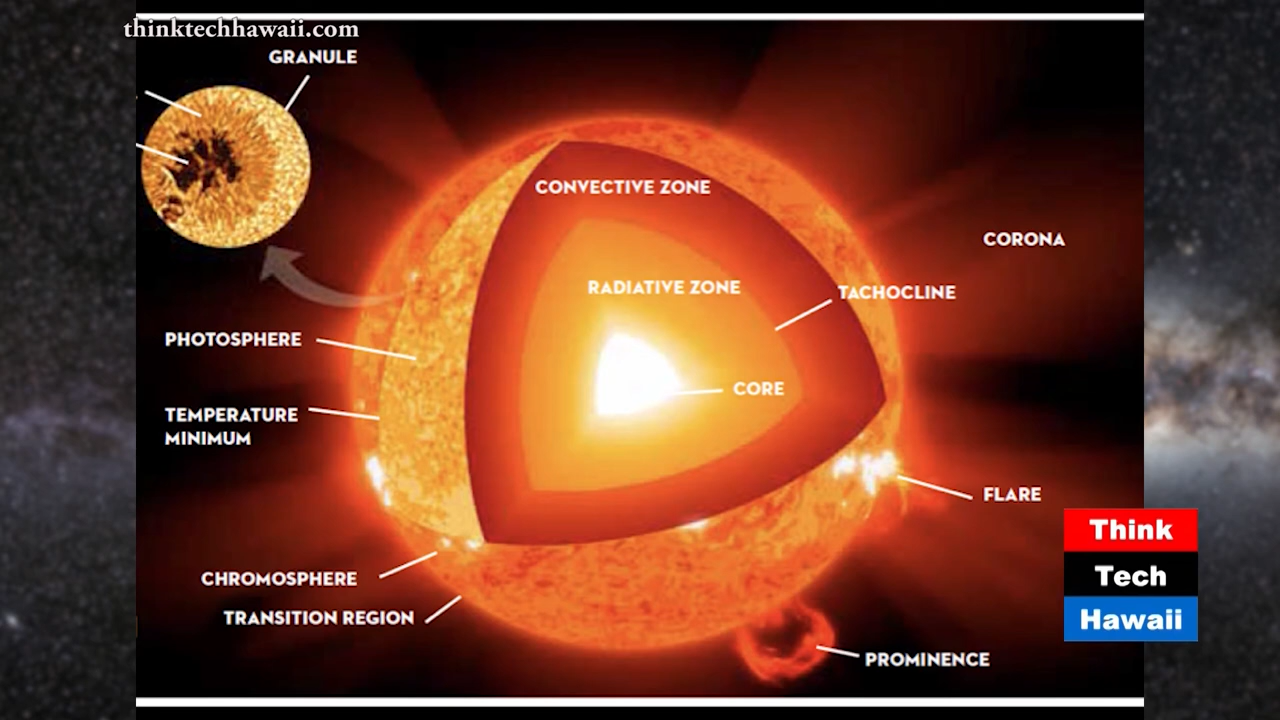 thinktechhawaii.com
GRANULE
CONVECTIVE ZONE
CORONA
RADIATIVE ZONE
TACHOCLINE
PHOTOSPHERE
CORE
TEMPERATURE
MINIMUM
FLARE
Think
Tech
Hawaii
CHROMOSPHERE
TRANSITION REGION
PROMINENCE